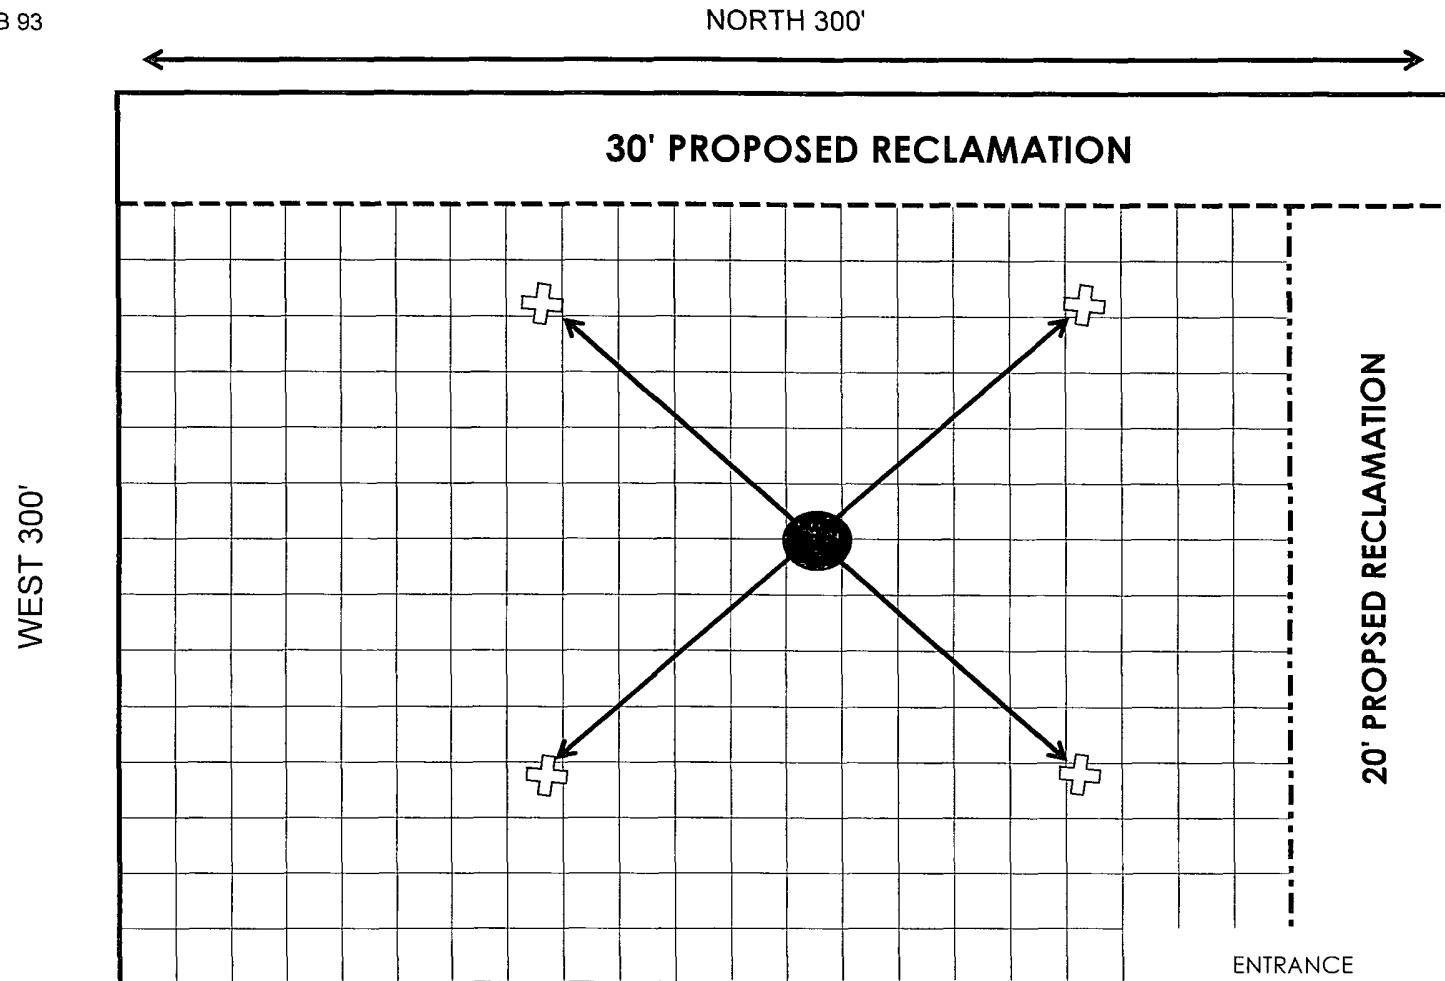 B 93
NORTH 300'
30' PROPOSED RECLAMATION
WEST 300'
20' PROPSED RECLAMATION
ENTRANCE